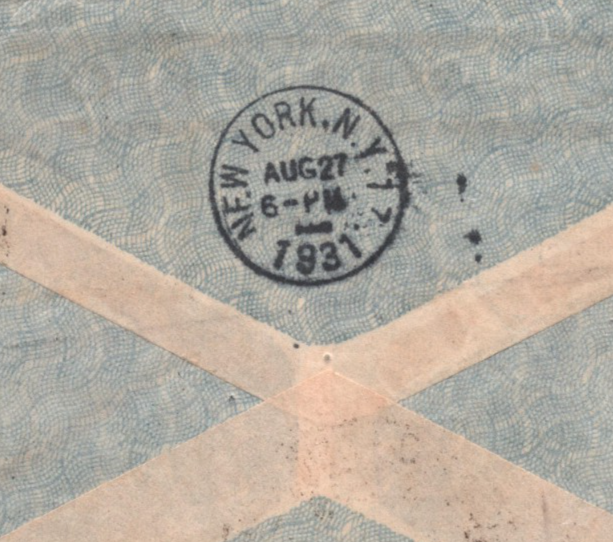 NEW YORK, N.Y.
AUG 27
6-PM
1931